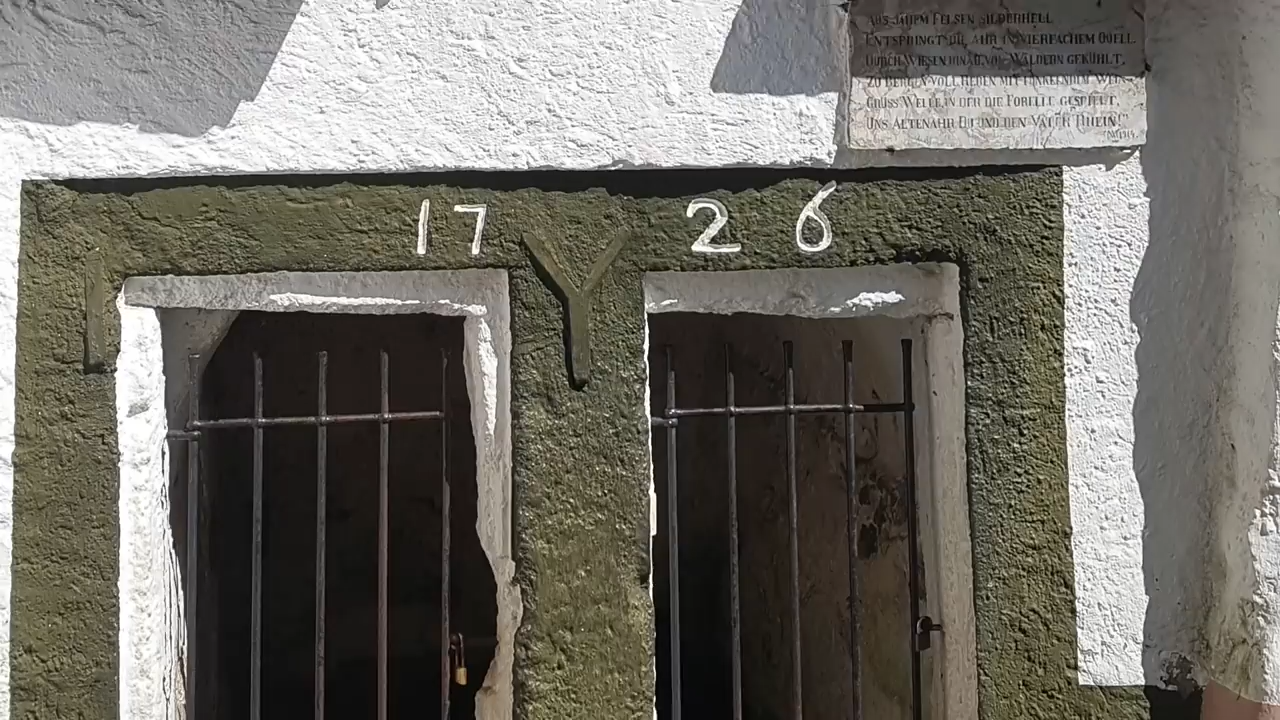 AUS JÄHEM FELSEN SILBERHELL
ENTSPRINGT DIE AHR IN VIERFACHEM QUELL.
DURCH WIESEN HINAB, VON WÄLDERN GEKÜHLT,
ZU BERGEN VOLL REBEN MIT FUNKELNDEM WEIN
GRÜSS WELLE, IN DER DIE FORELLE GESPIELT,
UNS ALTENAHR DU UND DEN VATER RHEIN!"
17 Y 26